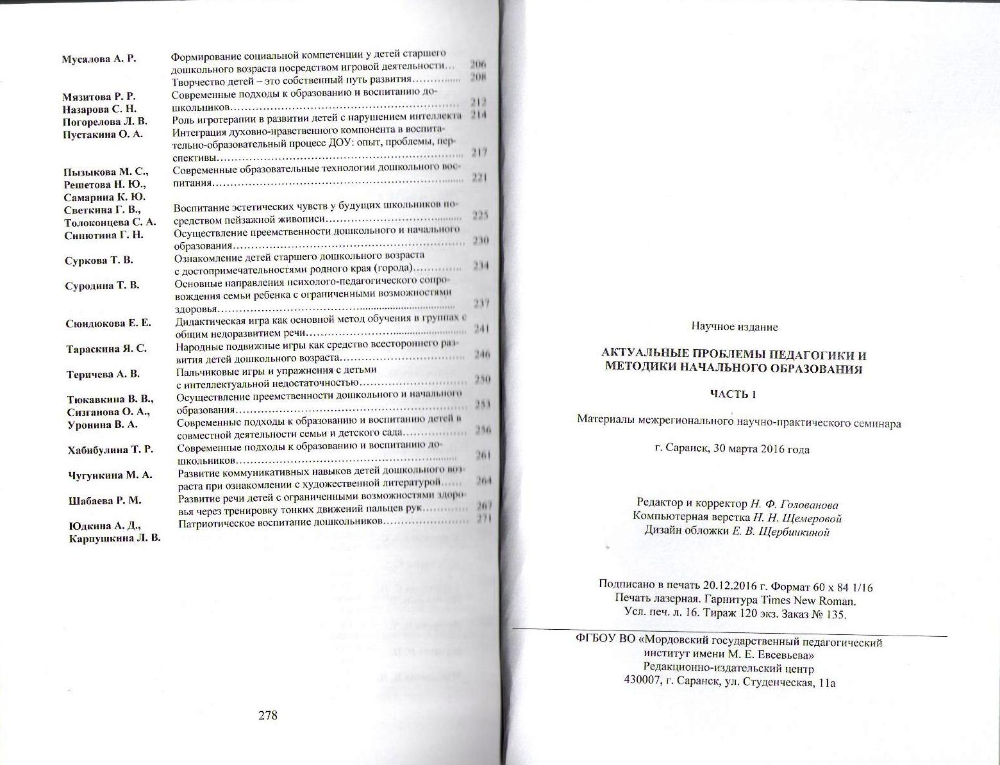 Мусалова А. Р. Формирование социальной компетенции у детей старшего
дошкольного возраста посредством игровой деятельности... 206
Творчество детей – это собственный путь развития............. 208
Мязитова Р. Р. Современные подходы к образованию и воспитанию до-
Назарова С. Н. школьников................................................................ 212
Погорелова Л. В. Роль игротерапии в развитии детей с нарушением интеллекта 214
Пустакина О. А. Интеграция духовно-нравственного компонента в воспита-
тельно-образовательный процесс ДОУ: опыт, проблемы, пер-
спективы..................................................................... 217
Пызыкова М. С., Современные образовательные технологии дошкольного вос-
Решетова Н. Ю., питания...................................................................... 221
Самарина К. Ю.
Светкина Г. В., Воспитание эстетических чувств у будущих школьников по-
Толоконцева С. А. средством пейзажной живописи..................................... 225
Синютина Г. Н. Осуществление преемственности дошкольного и начального
образования................................................................. 230
Суркова Т. В. Ознакомление детей старшего дошкольного возраста
с достопримечательностями родного края (города)............. 234
Суродина Т. В. Основные направления психолого-педагогического сопро-
вождения семьи ребенка с ограниченными возможностями
здоровья..................................................................... 237
Сюндюкова Е. Е. Дидактическая игра как основной метод обучения в группах с
общим недоразвитием речи............................................ 241
Тараскина Я. С. Народные подвижные игры как средство всестороннего раз-
вития детей дошкольного возраста.................................. 246
Теричева А. В. Пальчиковые игры и упражнения с детьми
с интеллектуальной недостаточностью............................ 250
Тюкавкина В. В., Осуществление преемственности дошкольного и начального
Сизганова О. А., образования................................................................. 253
Уронина В. А. Современные подходы к образованию и воспитанию детей в
совместной деятельности семьи и детского сада................. 256
Хабибулина Т. Р. Современные подходы к образованию и воспитанию до-
школьников................................................................ 261
Чугункина М. А. Развитие коммуникативных навыков детей дошкольного воз-
раста при ознакомлении с художественной литературой...... 264
Шабаева Р. М. Развитие речи детей с ограниченными возможностями здоро-
вья через тренировку тонких движений пальцев рук............ 267
Юдкина А. Д., Патриотическое воспитание дошкольников....................... 271
Карпушкина Л. В.
278
Научное издание
АКТУАЛЬНЫЕ ПРОБЛЕМЫ ПЕДАГОГИКИ И
МЕТОДИКИ НАЧАЛЬНОГО ОБРАЗОВАНИЯ
ЧАСТЬ 1
Материалы межрегионального научно-практического семинара
г. Саранск, 30 марта 2016 года
Редактор и корректор Н. Ф. Голованова
Компьютерная верстка Н. Н. Щемеровой
Дизайн обложки Е. В. Щербинкиной
Подписано в печать 20.12.2016 г. Формат 60 x 84 1/16
Печать лазерная. Гарнитура Times New Roman.
Усл. печ. л. 16. Тираж 120 экз. Заказ № 135.
ФГБОУ ВО «Мордовский государственный педагогический
институт имени М. Е. Евсевьева»
Редакционно-издательский центр
430007, г. Саранск, ул. Студенческая, 11а